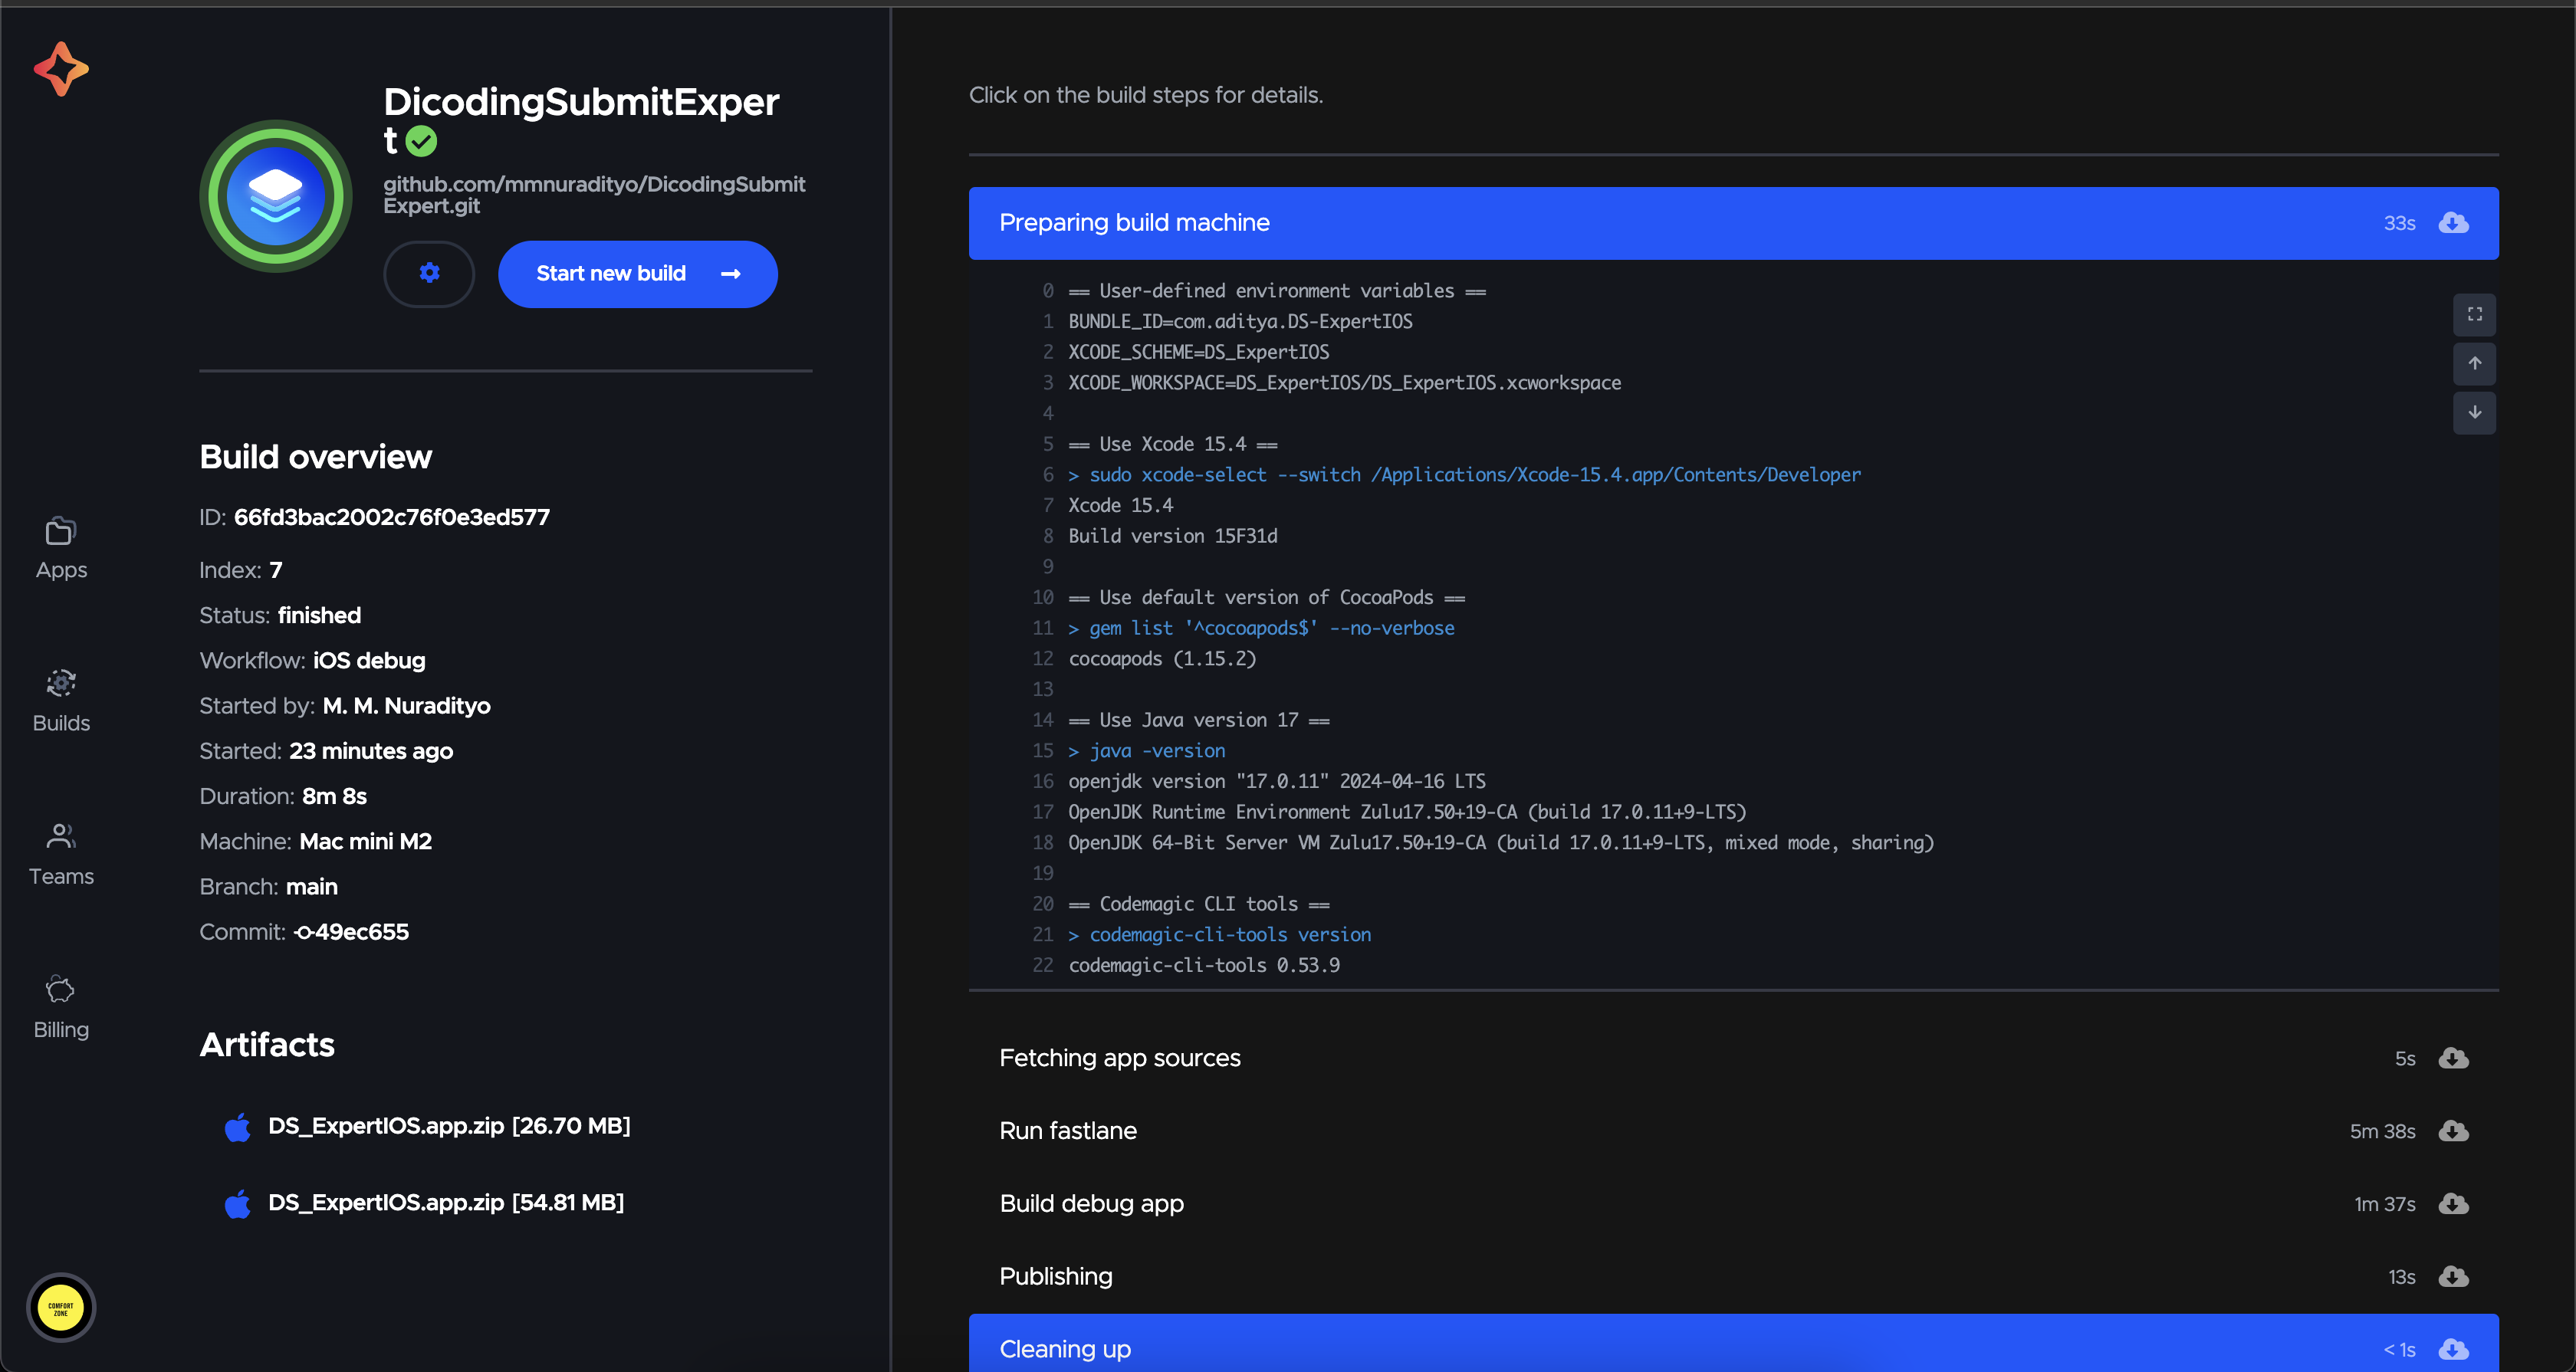 DicodingSubmitExper
t
github.com/mmnuradityo/DicodingSubmit
Expert.git
Start new build →
Build overview
ID: 66fd3bac2002c76f0e3ed577
Index: 7
Status: finished
Workflow: iOS debug
Started by: M. M. Nuradityo
Started: 23 minutes ago
Duration: 8m 8s
Machine: Mac mini M2
Branch: main
Commit: 49ec655
Artifacts
DS_ExpertIOS.app.zip [26.70 MB]
DS_ExpertIOS.app.zip [54.81 MB]
Apps
Builds
Teams
Billing
COMFORT
ZONE
Click on the build steps for details.
Preparing build machine 33s
0 == User-defined environment variables ==
1 BUNDLE_ID=com.aditya.DS-ExpertIOS
2 XCODE_SCHEME=DS_ExpertIOS
3 XCODE_WORKSPACE=DS_ExpertIOS/DS_ExpertIOS.xcworkspace
4
5 == Use Xcode 15.4 ==
6 > sudo xcode-select --switch /Applications/Xcode-15.4.app/Contents/Developer
7 Xcode 15.4
8 Build version 15F31d
9
10 == Use default version of CocoaPods ==
11 > gem list '^cocoapods$' --no-verbose
12 cocoapods (1.15.2)
13
14 == Use Java version 17 ==
15 > java -version
16 openjdk version "17.0.11" 2024-04-16 LTS
17 OpenJDK Runtime Environment Zulu17.50+19-CA (build 17.0.11+9-LTS)
18 OpenJDK 64-Bit Server VM Zulu17.50+19-CA (build 17.0.11+9-LTS, mixed mode, sharing)
19
20 == Codemagic CLI tools ==
21 > codemagic-cli-tools version
22 codemagic-cli-tools 0.53.9
Fetching app sources 5s
Run fastlane 5m 38s
Build debug app 1m 37s
Publishing 13s
Cleaning up < 1s